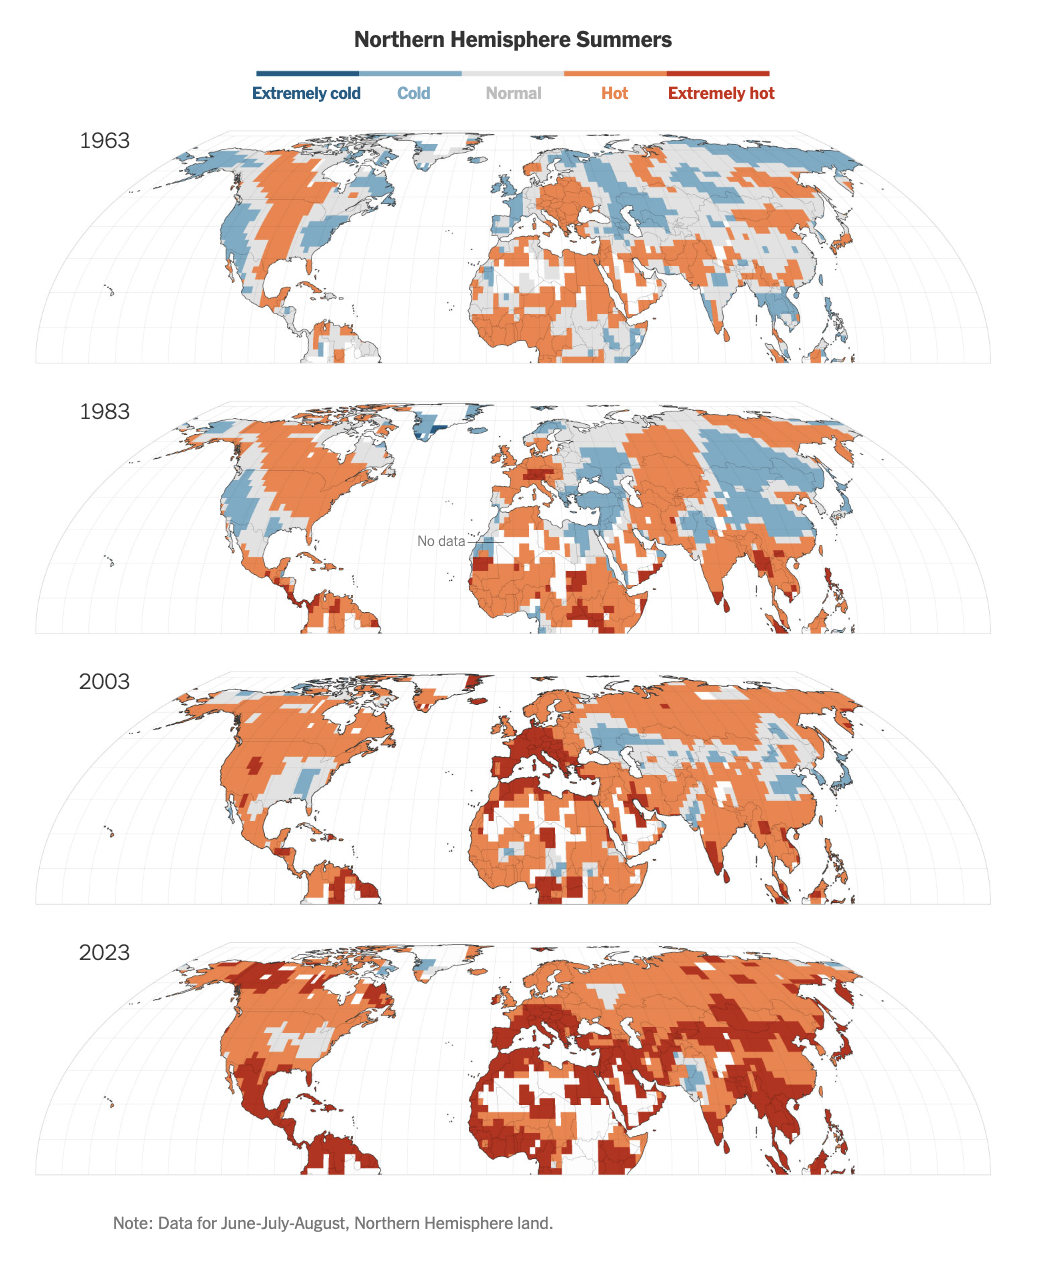 Northern Hemisphere Summers
Extremely cold Cold Normal Hot Extremely hot
1963
1983
No data
2003
2023
Note: Data for June-July-August, Northern Hemisphere land.